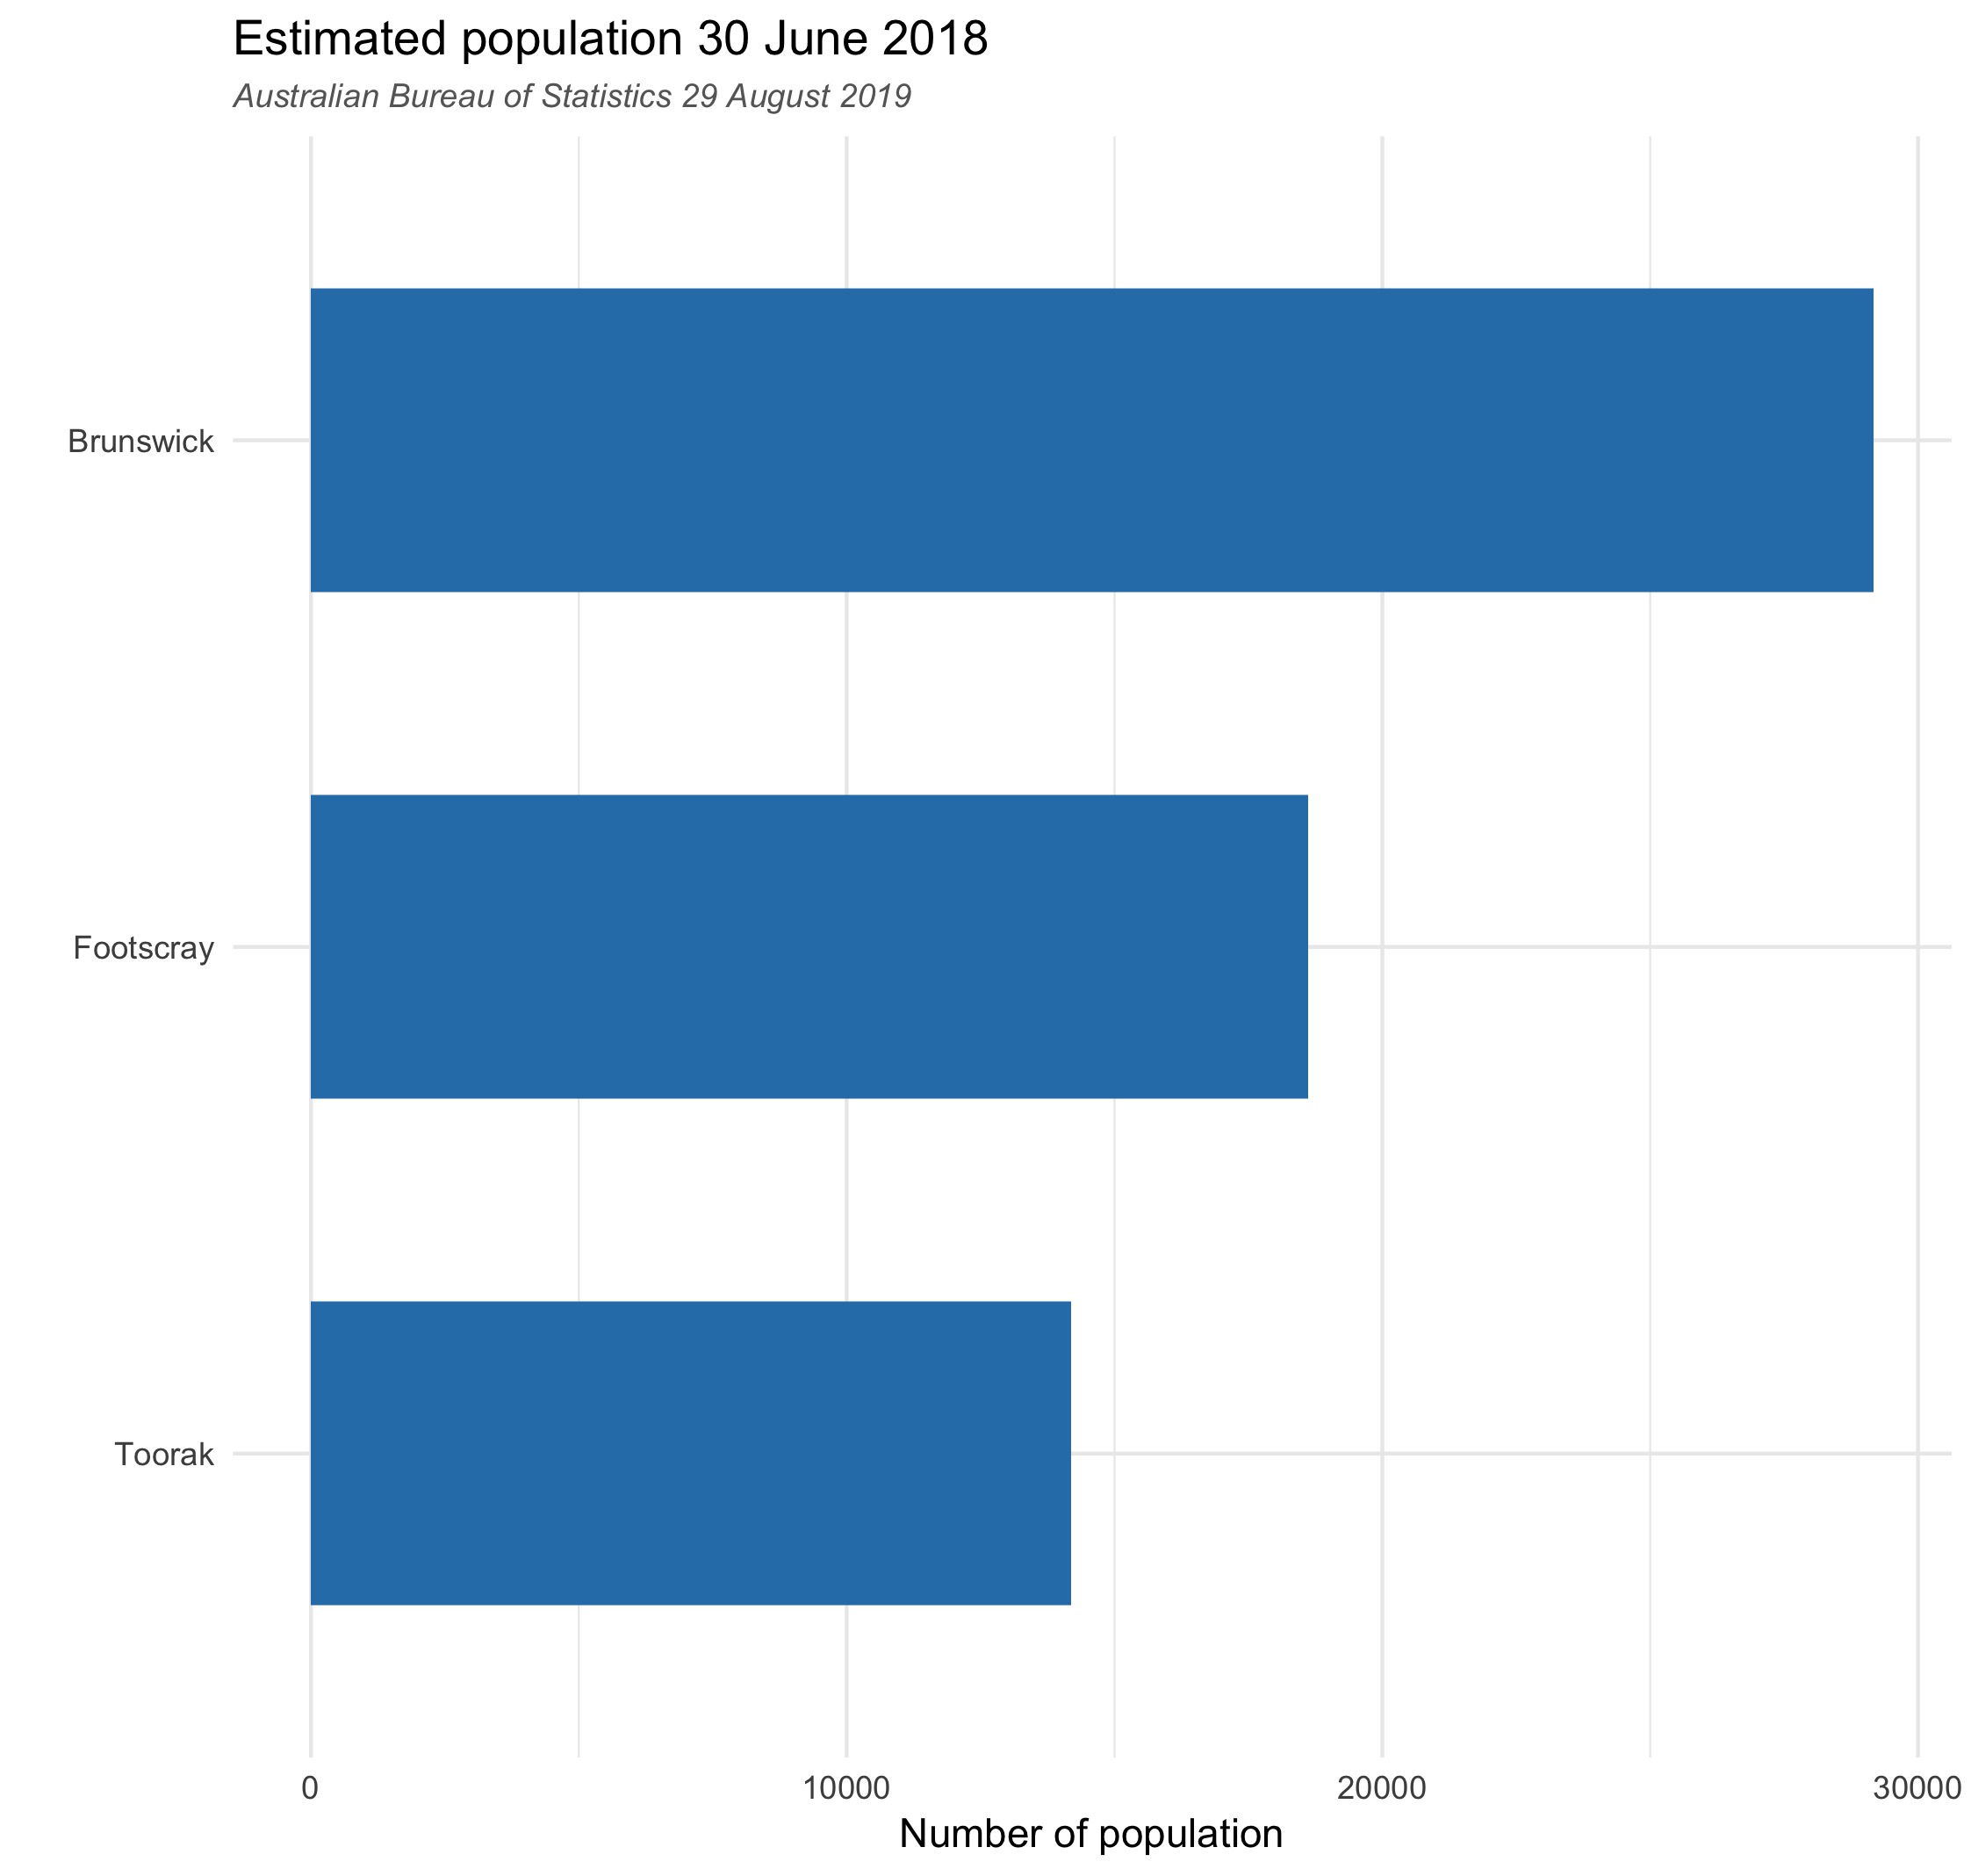 Estimated population 30 June 2018
Australian Bureau of Statistics 29 August 2019
Brunswick
Footscray
Toorak
0 10000 20000 30000
Number of population